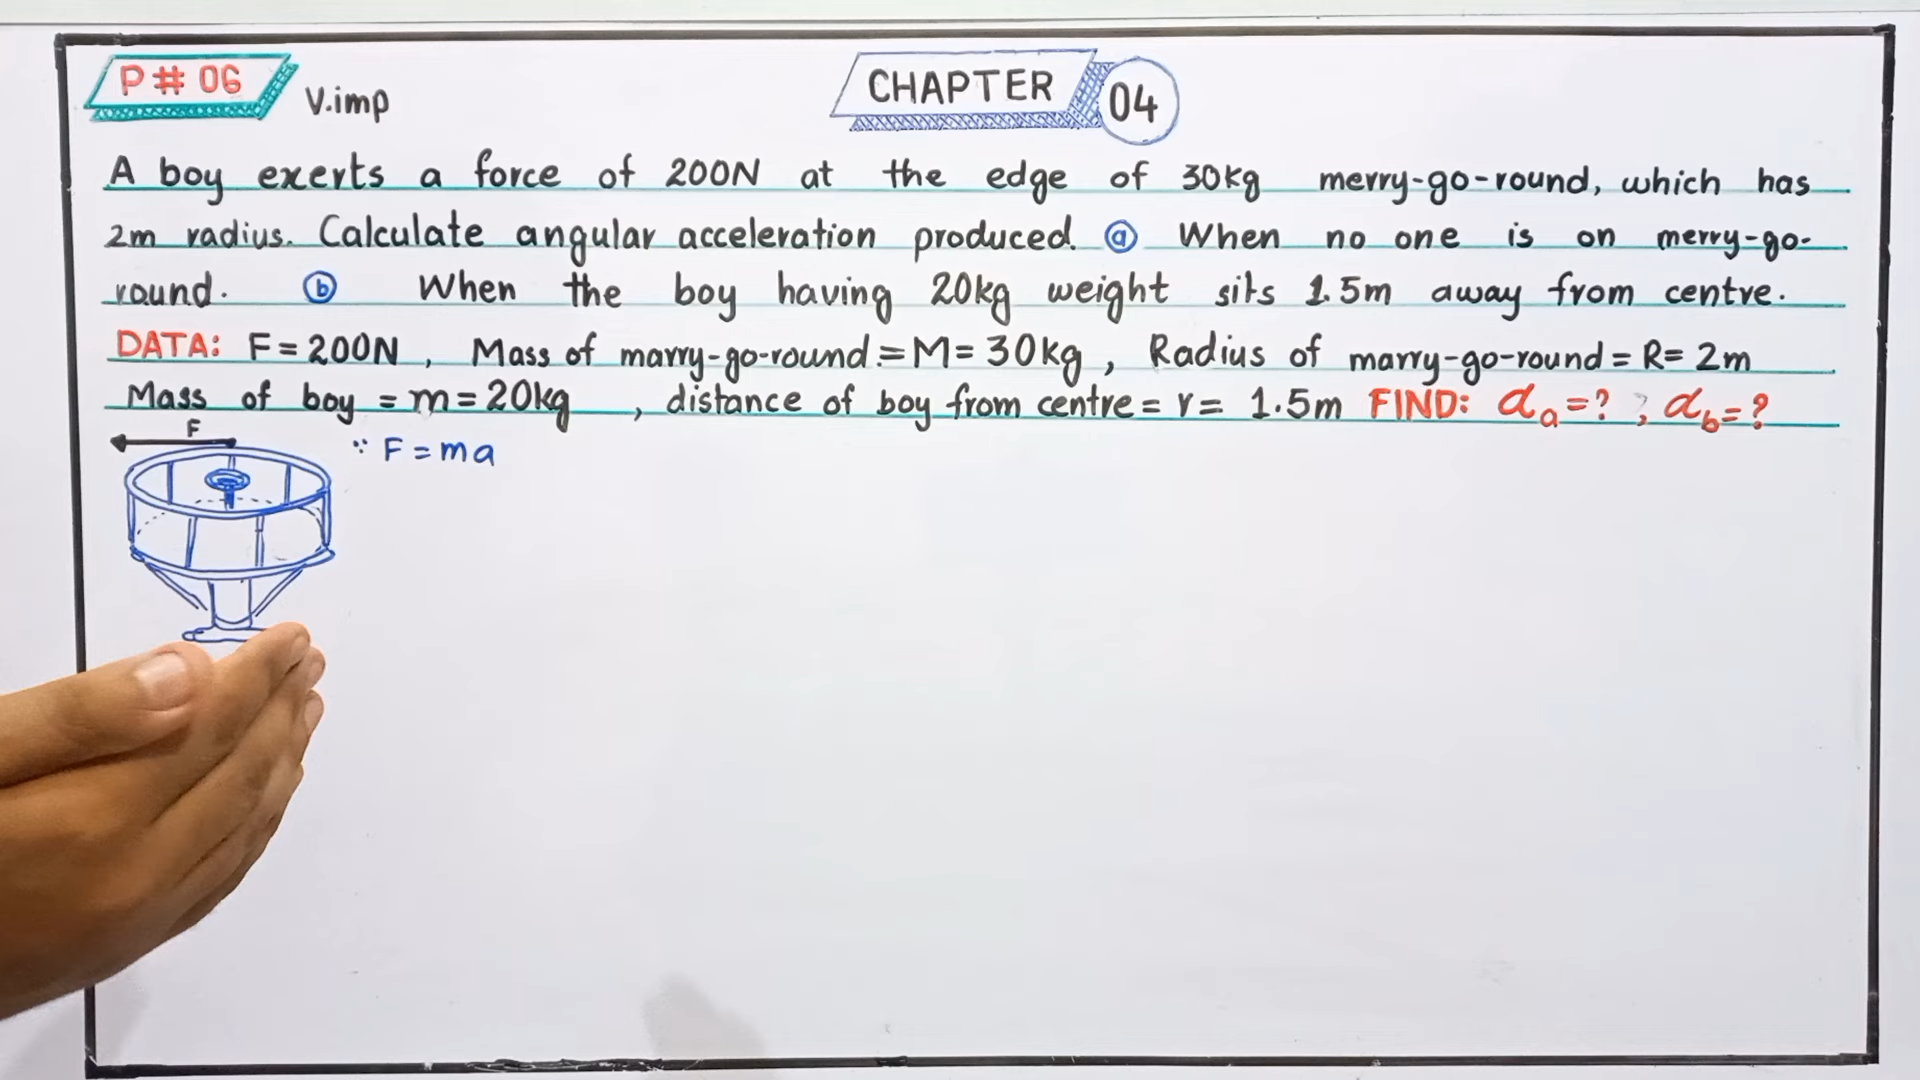 P # 06
V.imp
CHAPTER 04
A boy exerts a force of 200N at the edge of 30kg merry-go-round, which has
2m radius. Calculate angular acceleration produced. ⓐ When no one is on merry-go-
round. ⓑ When the boy having 20kg weight sits 1.5m away from centre.
DATA: F = 200N , Mass of marry-go-round = M = 30kg , Radius of marry-go-round = R = 2m
Mass of boy = m = 20kg , distance of boy from centre = r = 1.5m FIND: αₐ = ? ; α_b = ?
F
∵ F = ma